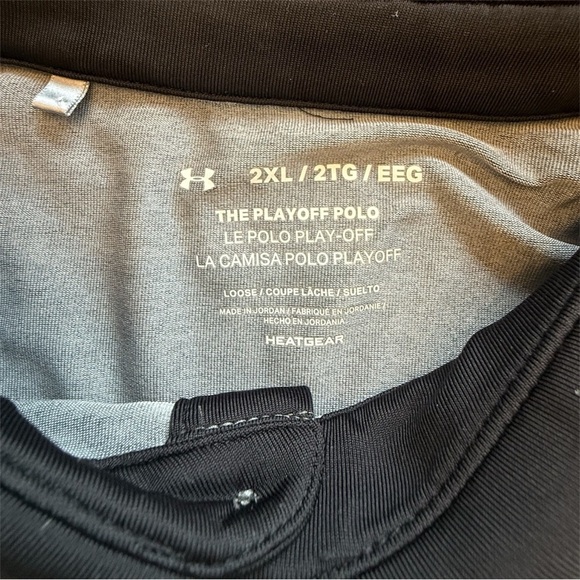 2XL / 2TG / EEG
THE PLAYOFF POLO
LE POLO PLAY-OFF
LA CAMISA POLO PLAYOFF
LOOSE / COUPE LÂCHE / SUELTO
MADE IN JORDAN / FABRIQUÉ EN JORDANIE /
HECHO EN JORDANIA
HEATGEAR